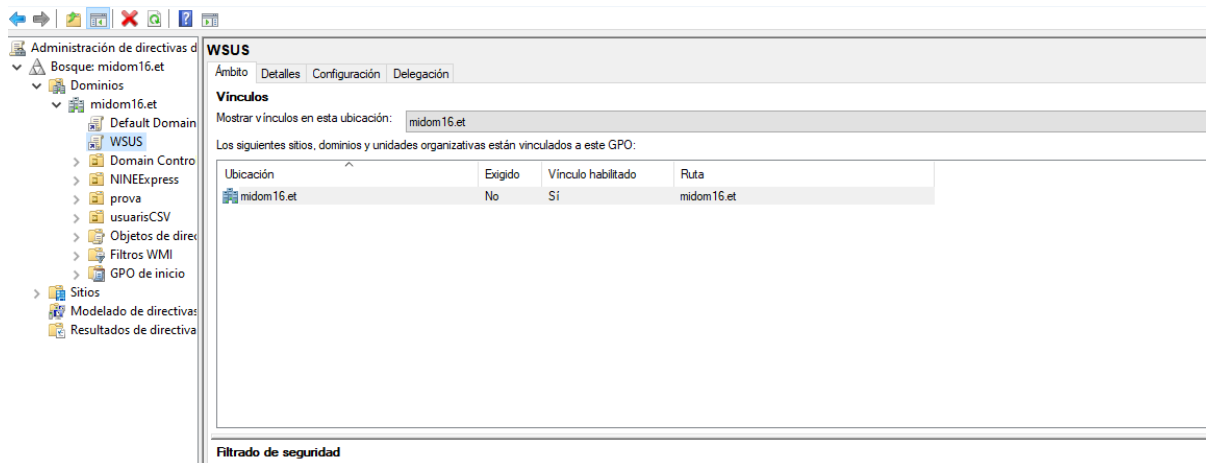 Administración de directivas d
Bosque: midom16.et
Dominios
midom16.et
Default Domain
WSUS
Domain Contro
NINEExpress
prova
usuarisCSV
Objetos de direc
Filtros WMI
GPO de inicio
Sitios
Modelado de directivas
Resultados de directiva
WSUS
Ámbito Detalles Configuración Delegación
Vínculos
Mostrar vínculos en esta ubicación: midom16.et
Los siguientes sitios, dominios y unidades organizativas están vinculados a este GPO:
Ubicación Exigido Vínculo habilitado Ruta
midom16.et No Sí midom16.et
Filtrado de seguridad